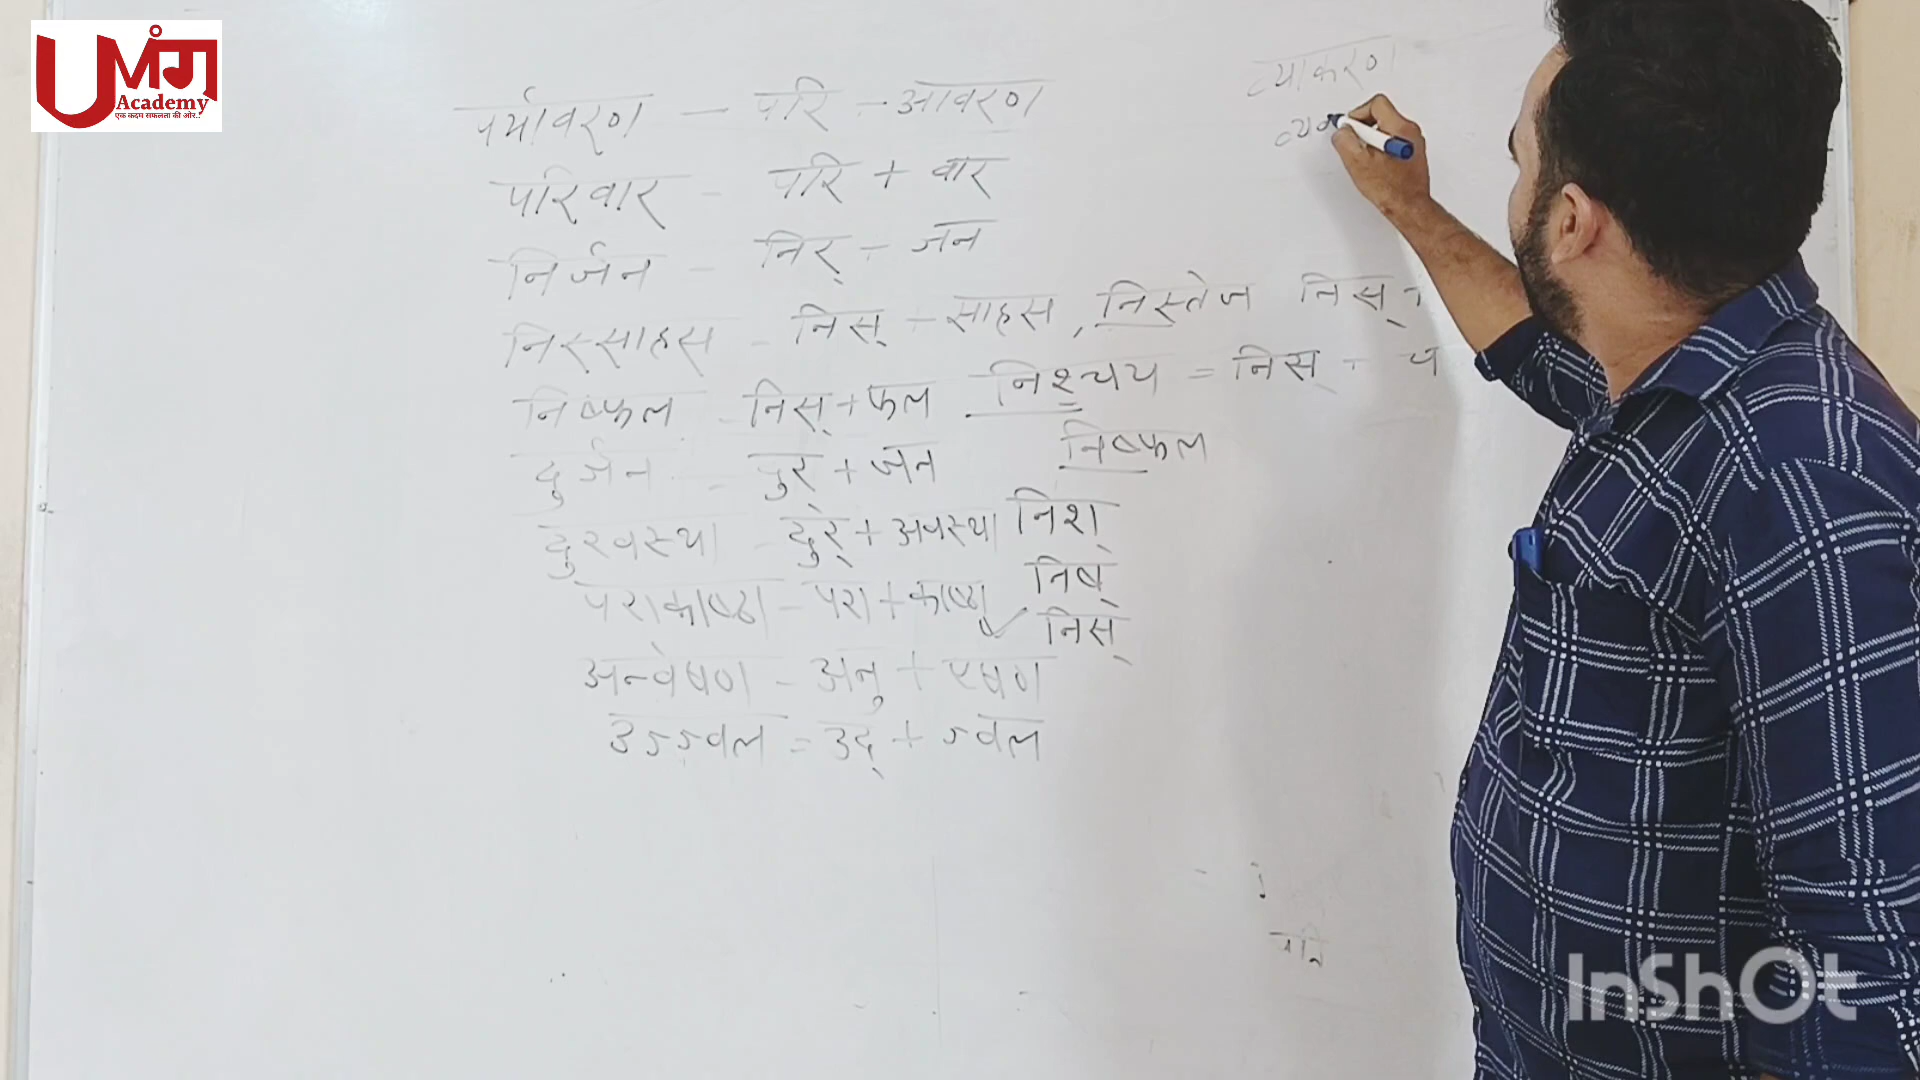 Uमंग
Academy
एक कदम सफलता की ओर..
पर्यावरण – परि + आवरण
परिवार – परि + वार
निर्जन – निर् + जन
निस्साहस – निस् + साहस, निस्तेज निस् +
निष्फल – निस् + फल निश्चय = निस् + च
निष्फल
दुर्जन – दुर् + जन
दुरवस्था – दुर् + अवस्था निश्
पराकाष्ठा – परा + काष्ठा निष्
✓ निस्
अन्वेषण – अनु + एषण
उज्ज्वल = उद् + ज्वल
व्याकरण
InShOt